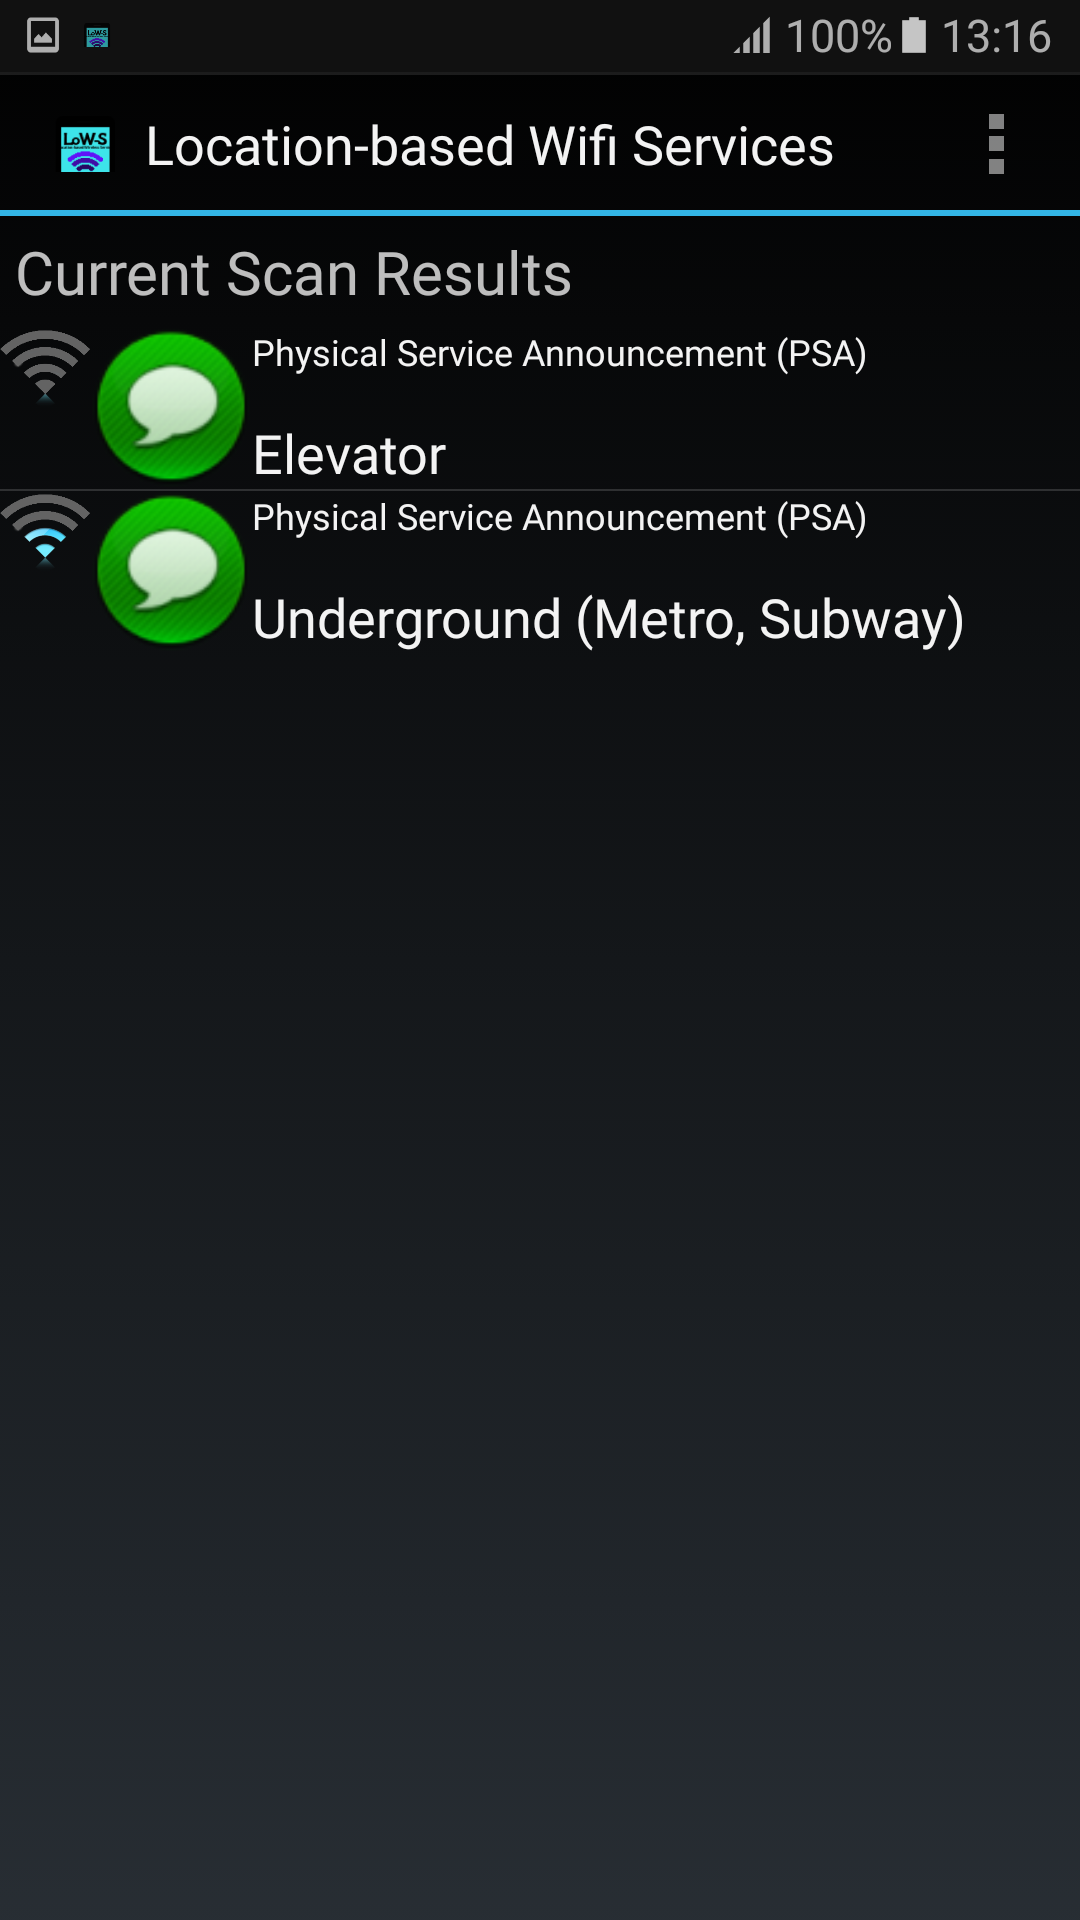 100% 13:16
LoW-S
Location-based Wifi Services
Current Scan Results
Physical Service Announcement (PSA)
Elevator
Physical Service Announcement (PSA)
Underground (Metro, Subway)